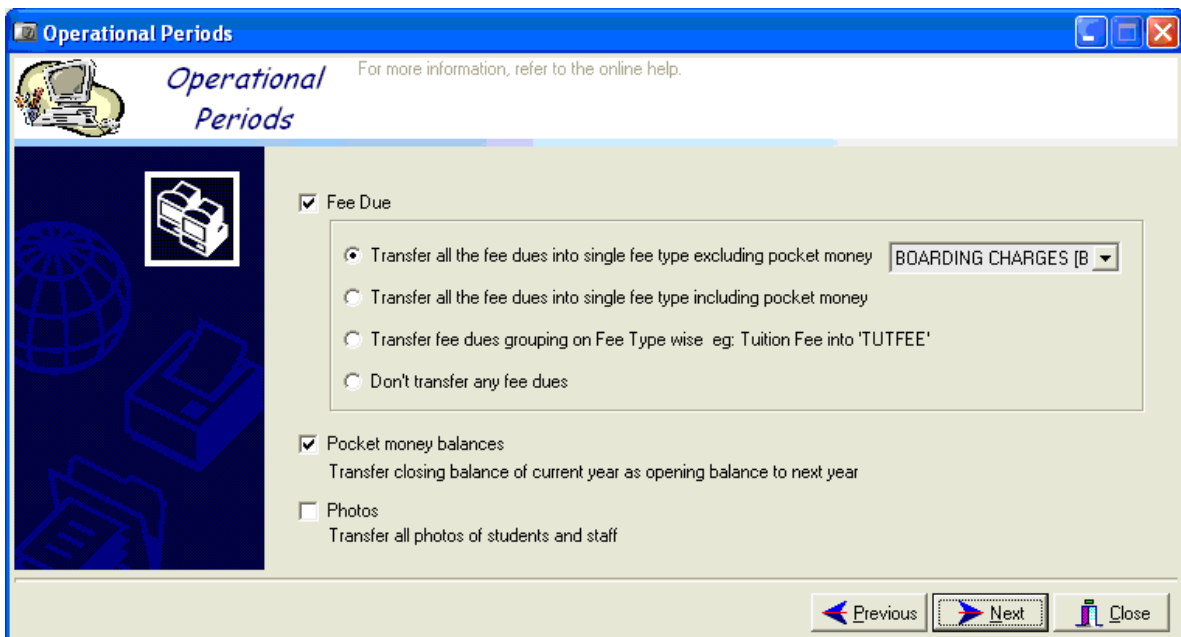 Operational Periods
Operational
Periods
For more information, refer to the online help.
Fee Due
Transfer all the fee dues into single fee type excluding pocket money
BOARDING CHARGES [B
Transfer all the fee dues into single fee type including pocket money
Transfer fee dues grouping on Fee Type wise eg: Tuition Fee into 'TUTFEE'
Don't transfer any fee dues
Pocket money balances
Transfer closing balance of current year as opening balance to next year
Photos
Transfer all photos of students and staff
Previous
Next
Close